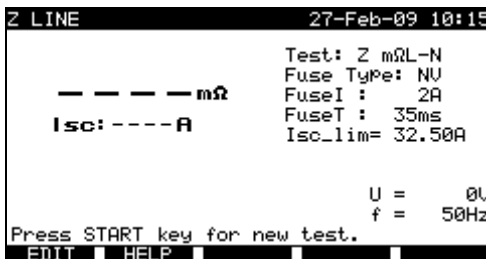 Z LINE 27-Feb-09 10:15
Test: Z mΩL-N
Fuse Type: NV
– – – – mΩ
FuseI : 2A
FuseT : 35ms
Isc:----A
Isc_lim= 32.50A
U = 0V
f = 50Hz
Press START key for new test.
EDIT HELP